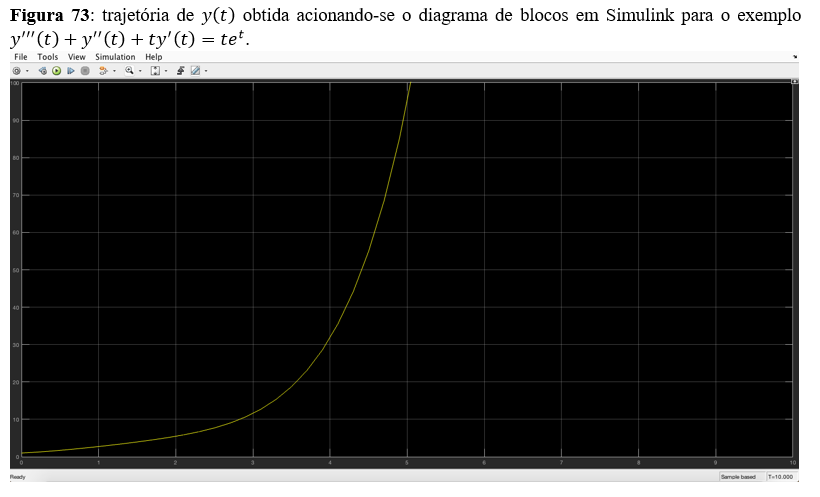 Figura 73: trajetória de y(t) obtida acionando-se o diagrama de blocos em Simulink para o exemplo
y′′′(t) + y′′(t) + ty′(t) = te^t.
File Tools View Simulation Help
100
90
80
70
60
50
40
30
20
10
0
0 1 2 3 4 5 6 7 8 9 10
Ready Sample based T=10.000